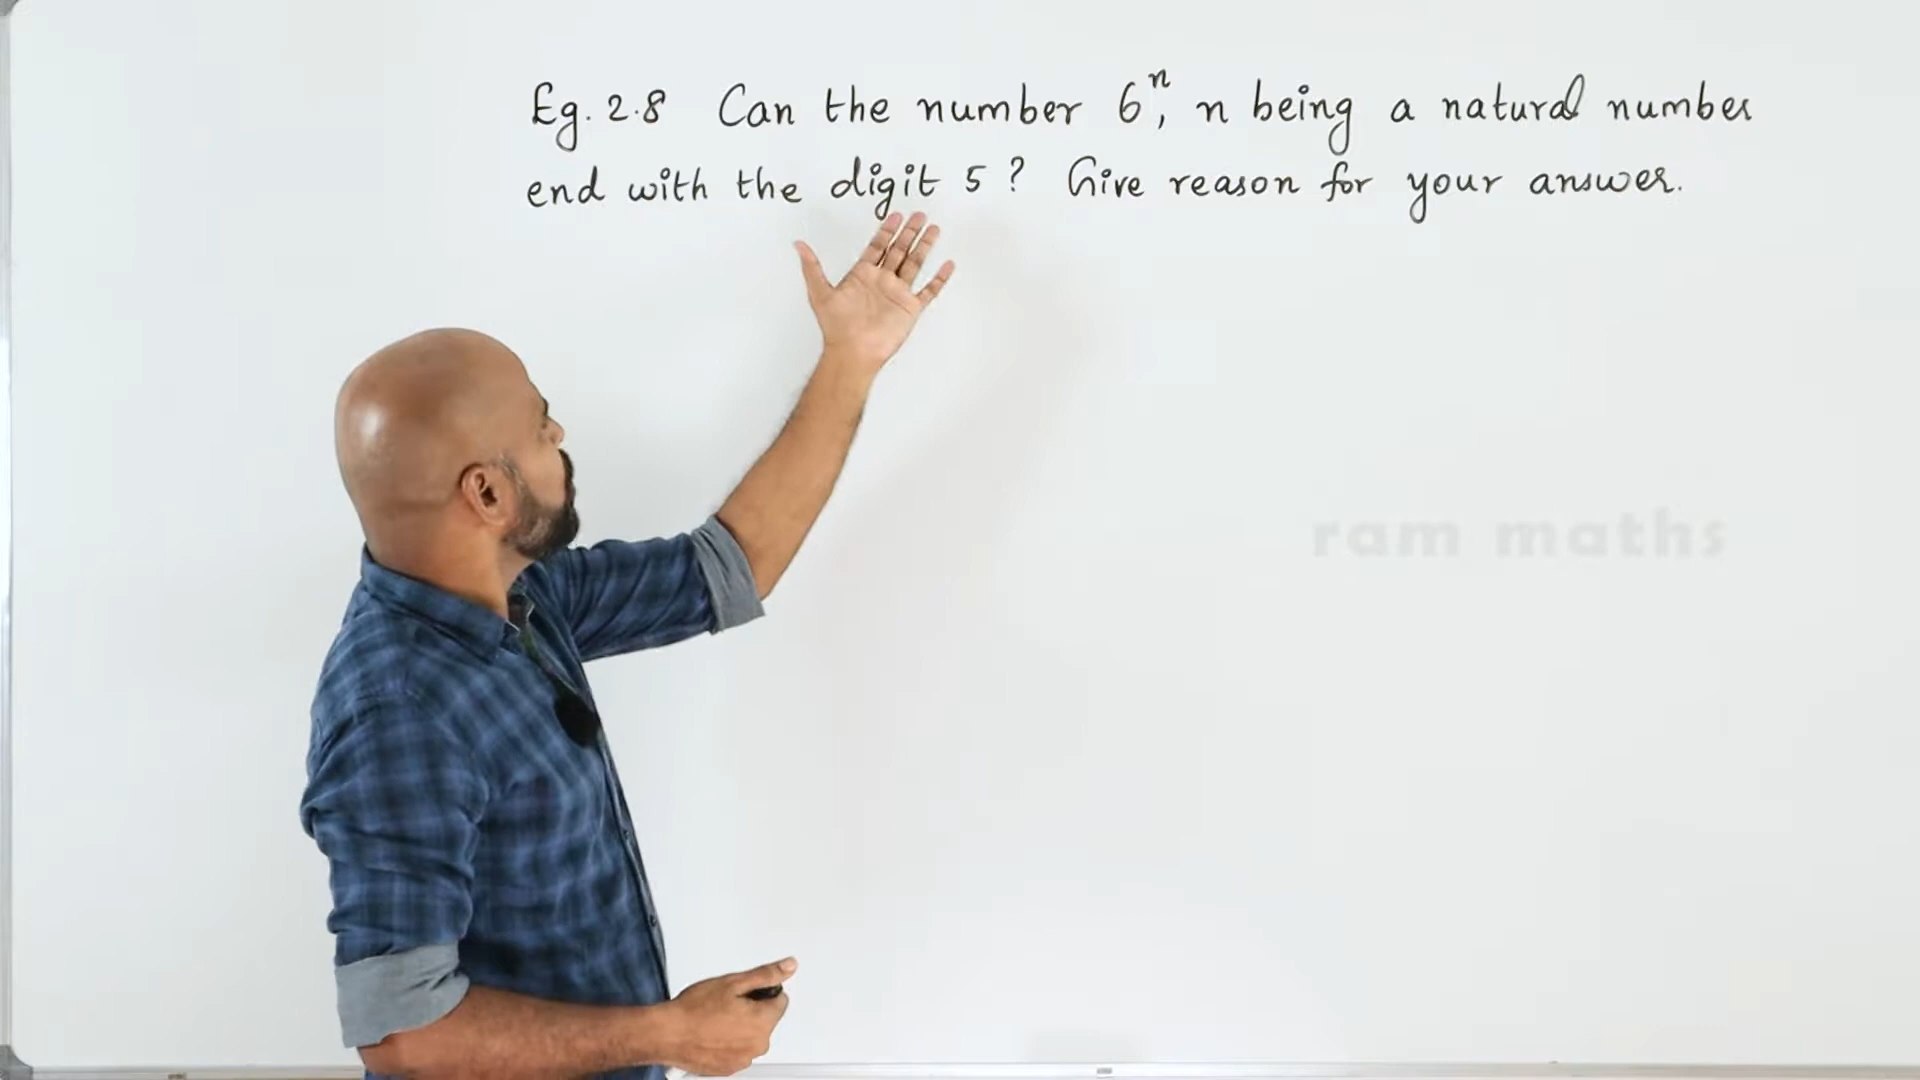 Eg. 2.8 Can the number 6ⁿ, n being a natural number
end with the digit 5? Give reason for your answer.
ram maths